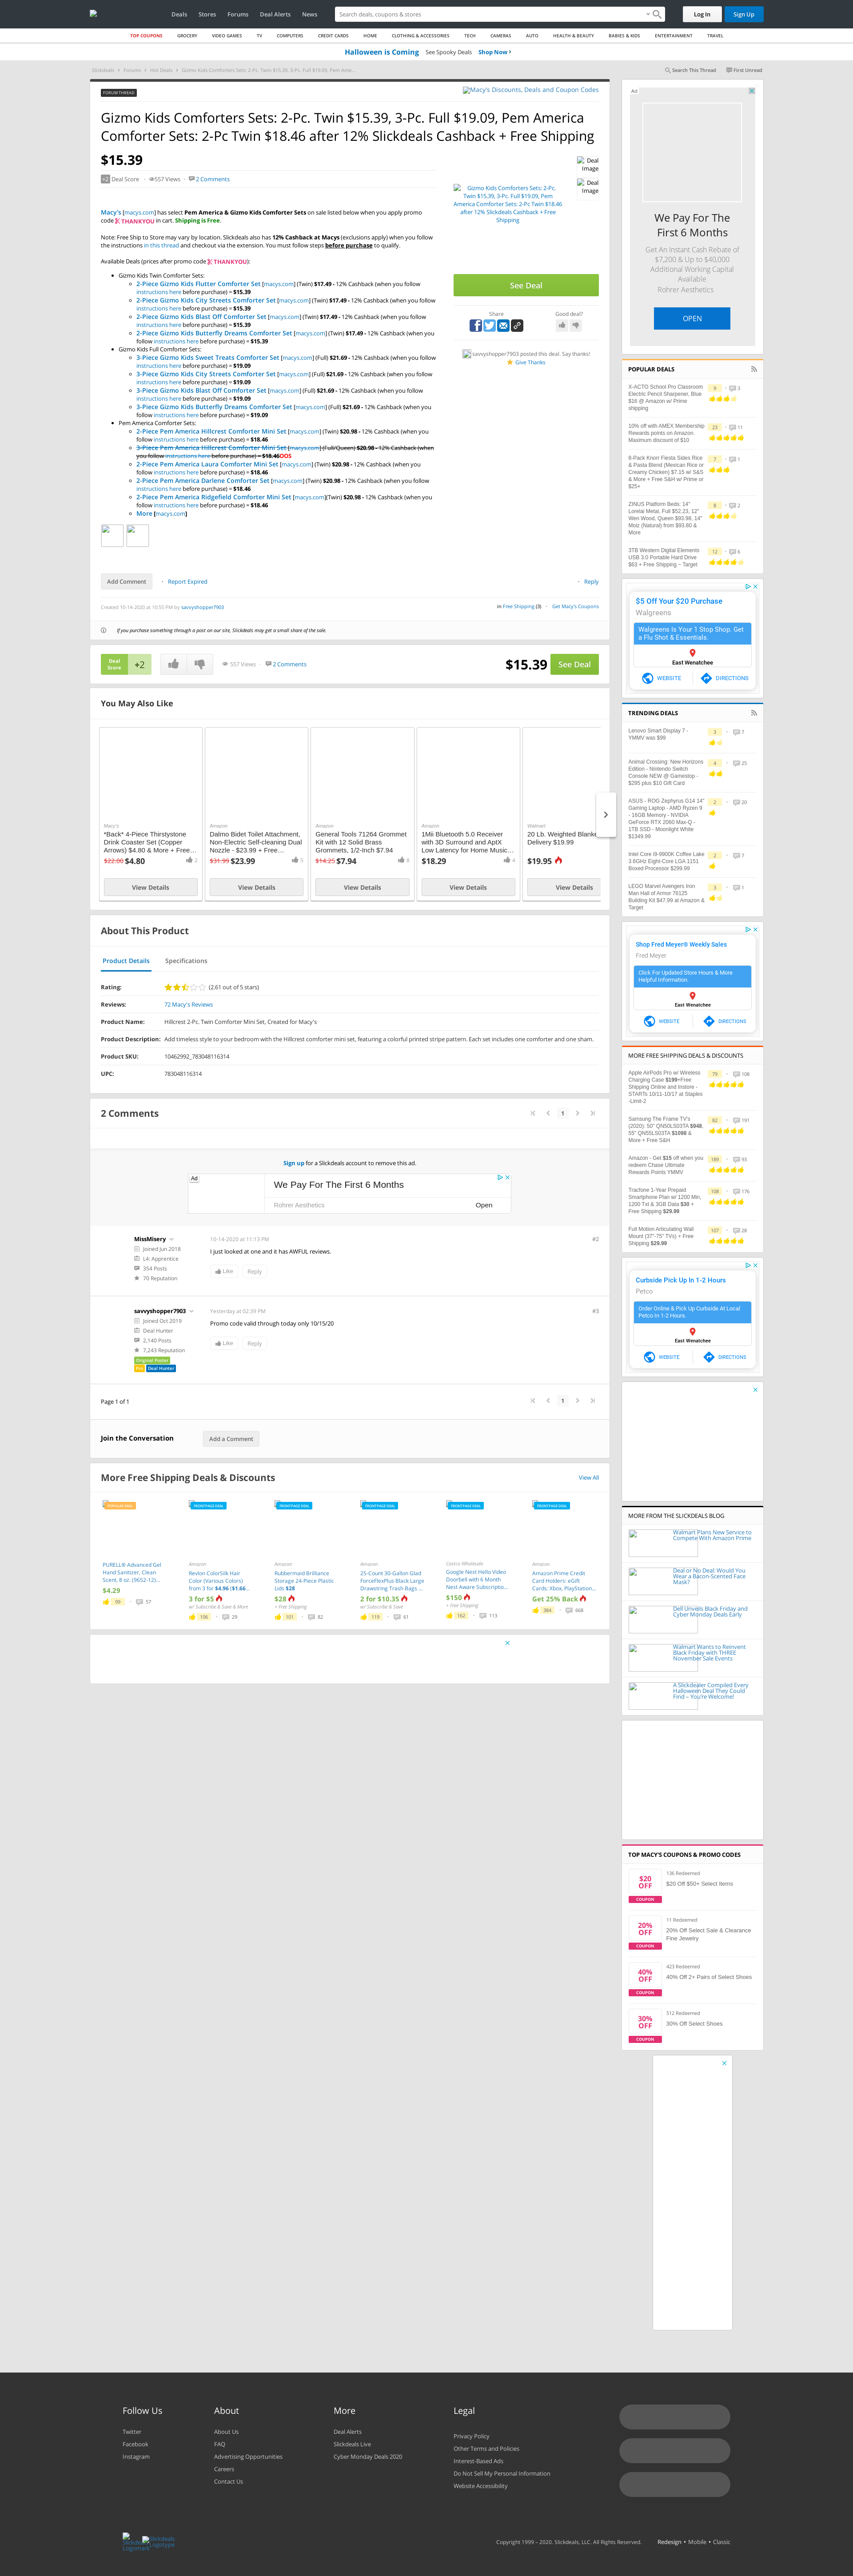 Deals
Stores
Forums
Deal Alerts
News
Search deals, coupons & stores
Log In
Sign Up
TOP COUPONS
GROCERY
VIDEO GAMES
TV
COMPUTERS
CREDIT CARDS
HOME
CLOTHING & ACCESSORIES
TECH
CAMERAS
AUTO
HEALTH & BEAUTY
BABIES & KIDS
ENTERTAINMENT
TRAVEL
Halloween is Coming See Spooky Deals Shop Now ›
Slickdeals › Forums › Hot Deals › Gizmo Kids Comforters Sets: 2-Pc. Twin $15.39, 3-Pc. Full $19.09, Pem Ame...
Search This Thread
First Unread
FORUM THREAD
Macy's Discounts, Deals and Coupon Codes
Gizmo Kids Comforters Sets: 2-Pc. Twin $15.39, 3-Pc. Full $19.09, Pem America
Comforter Sets: 2-Pc Twin $18.46 after 12% Slickdeals Cashback + Free Shipping
$15.39
+2 Deal Score · 557 Views · 2 Comments
Macy's [macys.com] has select Pem America & Gizmo Kids Comforter Sets on sale listed below when you apply promo
code THANKYOU in cart. Shipping is Free.
Note: Free Ship to Store may vary by location. Slickdeals also has 12% Cashback at Macys (exclusions apply) when you follow
the instructions in this thread and checkout via the extension. You must follow steps before purchase to qualify.
Available Deals (prices after promo code THANKYOU):
• Gizmo Kids Twin Comforter Sets:
2-Piece Gizmo Kids Flutter Comforter Set [macys.com] (Twin) $17.49 - 12% Cashback (when you follow
instructions here before purchase) = $15.39
2-Piece Gizmo Kids City Streets Comforter Set [macys.com] (Twin) $17.49 - 12% Cashback (when you follow
instructions here before purchase) = $15.39
2-Piece Gizmo Kids Blast Off Comforter Set [macys.com] (Twin) $17.49 - 12% Cashback (when you follow
instructions here before purchase) = $15.39
2-Piece Gizmo Kids Butterfly Dreams Comforter Set [macys.com] (Twin) $17.49 - 12% Cashback (when you
follow instructions here before purchase) = $15.39
• Gizmo Kids Full Comforter Sets:
3-Piece Gizmo Kids Sweet Treats Comforter Set [macys.com] (Full) $21.69 - 12% Cashback (when you follow
instructions here before purchase) = $19.09
3-Piece Gizmo Kids City Streets Comforter Set [macys.com] (Full) $21.69 - 12% Cashback (when you follow
instructions here before purchase) = $19.09
3-Piece Gizmo Kids Blast Off Comforter Set [macys.com] (Full) $21.69 - 12% Cashback (when you follow
instructions here before purchase) = $19.09
3-Piece Gizmo Kids Butterfly Dreams Comforter Set [macys.com] (Full) $21.69 - 12% Cashback (when you
follow instructions here before purchase) = $19.09
• Pem America Comforter Sets:
2-Piece Pem America Hillcrest Comforter Mini Set [macys.com] (Twin) $20.98 - 12% Cashback (when you
follow instructions here before purchase) = $18.46
3-Piece Pem America Hillcrest Comforter Mini Set [macys.com] (Full/Queen) $20.98 - 12% Cashback (when
you follow instructions here before purchase) = $18.46OOS
2-Piece Pem America Laura Comforter Mini Set [macys.com] (Twin) $20.98 - 12% Cashback (when you
follow instructions here before purchase) = $18.46
2-Piece Pem America Darlene Comforter Set [macys.com] (Twin) $20.98 - 12% Cashback (when you follow
instructions here before purchase) = $18.46
2-Piece Pem America Ridgefield Comforter Mini Set [macys.com](Twin) $20.98 - 12% Cashback (when you
follow instructions here before purchase) = $18.46
More [macys.com]
Deal Image
Deal Image
Gizmo Kids Comforters Sets: 2-Pc.
Twin $15.39, 3-Pc. Full $19.09, Pem
America Comforter Sets: 2-Pc Twin $18.46
after 12% Slickdeals Cashback + Free
Shipping
See Deal
Share
Good deal?
savvyshopper7903 posted this deal. Say thanks!
Give Thanks
Add Comment
Report Expired
Reply
Created 10-14-2020 at 10:55 PM by savvyshopper7903
in Free Shipping (3) · Get Macy's Coupons
If you purchase something through a post on our site, Slickdeals may get a small share of the sale.
Deal Score +2
557 Views · 2 Comments
$15.39 See Deal
You May Also Like
Macy's
*Back* 4-Piece Thirstystone
Drink Coaster Set (Copper
Arrows) $4.80 & More + Free...
$22.00 $4.80 2
View Details
Amazon
Dalmo Bidet Toilet Attachment,
Non-Electric Self-cleaning Dual
Nozzle - $23.99 + Free...
$31.99 $23.99 5
View Details
Amazon
General Tools 71264 Grommet
Kit with 12 Solid Brass
Grommets, 1/2-Inch $7.94
$14.25 $7.94 8
View Details
Amazon
1Mii Bluetooth 5.0 Receiver
with 3D Surround and AptX
Low Latency for Home Music...
$18.29 4
View Details
Walmart
20 Lb. Weighted Blanke
Delivery $19.99
$19.95
View Details
About This Product
Product Details
Specifications
Rating: (2.61 out of 5 stars)
Reviews: 72 Macy's Reviews
Product Name: Hillcrest 2-Pc. Twin Comforter Mini Set, Created for Macy's
Product Description: Add timeless style to your bedroom with the Hillcrest comforter mini set, featuring a colorful printed stripe pattern. Each set includes one comforter and one sham.
Product SKU: 10462992_783048116314
UPC: 783048116314
2 Comments
1
Sign up for a Slickdeals account to remove this ad.
Ad
We Pay For The First 6 Months
Rohrer Aesthetics
Open
MissMisery
Joined Jun 2018
L4: Apprentice
354 Posts
70 Reputation
10-14-2020 at 11:13 PM
#2
I just looked at one and it has AWFUL reviews.
Like
Reply
savvyshopper7903
Joined Oct 2019
Deal Hunter
2,140 Posts
7,243 Reputation
Original Poster
Pro
Deal Hunter
Yesterday at 02:39 PM
#3
Promo code valid through today only 10/15/20
Like
Reply
Page 1 of 1
1
Join the Conversation
Add a Comment
More Free Shipping Deals & Discounts
View All
POPULAR DEAL
PURELL® Advanced Gel
Hand Sanitizer, Clean
Scent, 8 oz. (9652-12)...
$4.29
99 · 57
FRONTPAGE DEAL
Amazon
Revlon ColorSilk Hair
Color (Various Colors)
from 3 for $4.96 ($1.66...
3 for $5
w/ Subscribe & Save & More
106 · 29
FRONTPAGE DEAL
Amazon
Rubbermaid Brilliance
Storage 24-Piece Plastic
Lids $28
$28
+ Free Shipping
101 · 82
FRONTPAGE DEAL
Amazon
25-Count 30-Gallon Glad
ForceFlexPlus Black Large
Drawstring Trash Bags ...
2 for $10.35
w/ Subscribe & Save
119 · 61
FRONTPAGE DEAL
Costco Wholesale
Google Nest Hello Video
Doorbell with 6 Month
Nest Aware Subscriptio...
$150
+ Free Shipping
162 · 113
FRONTPAGE DEAL
Amazon
Amazon Prime Credit
Card Holders: eGift
Cards: Xbox, PlayStation...
Get 25% Back
384 · 668
Ad
We Pay For The
First 6 Months
Get An Instant Cash Rebate of
$7,200 & Up to $40,000
Additional Working Capital
Available
Rohrer Aesthetics
OPEN
POPULAR DEALS
X-ACTO School Pro Classroom
Electric Pencil Sharpener, Blue
$16 @ Amazon w/ Prime
shipping
9 · 3
10% off with AMEX Membership
Rewards points on Amazon.
Maximum discount of $10
23 · 11
8-Pack Knorr Fiesta Sides Rice
& Pasta Blend (Mexican Rice or
Creamy Chicken) $7.15 w/ S&S
& More + Free S&H w/ Prime or
$25+
7 · 1
ZINUS Platform Beds: 14"
Lorelai Metal, Full $52.23, 12"
Wen Wood, Queen $93.98, 14"
Moiz (Natural) from $93.80 &
More
8 · 2
3TB Western Digital Elements
USB 3.0 Portable Hard Drive
$63 + Free Shipping ~ Target
12 · 6
$5 Off Your $20 Purchase
Walgreens
Walgreens Is Your 1 Stop Shop. Get
a Flu Shot & Essentials.
East Wenatchee
WEBSITE
DIRECTIONS
TRENDING DEALS
Lenovo Smart Display 7 -
YMMV was $99
3 · 7
Animal Crossing: New Horizons
Edition - Nintendo Switch
Console NEW @ Gamestop -
$295 plus $10 Gift Card
4 · 25
ASUS - ROG Zephyrus G14 14"
Gaming Laptop - AMD Ryzen 9
- 16GB Memory - NVIDIA
GeForce RTX 2060 Max-Q -
1TB SSD - Moonlight White
$1349.99
2 · 20
Intel Core i9-9900K Coffee Lake
3.6GHz Eight-Core LGA 1151
Boxed Processor $299.99
2 · 7
LEGO Marvel Avengers Iron
Man Hall of Armor 76125
Building Kit $47.99 at Amazon &
Target
3 · 1
Shop Fred Meyer® Weekly Sales
Fred Meyer
Click For Updated Store Hours & More
Helpful Information
East Wenatchee
WEBSITE
DIRECTIONS
MORE FREE SHIPPING DEALS & DISCOUNTS
Apple AirPods Pro w/ Wireless
Charging Case $199~Free
Shipping Online and Instore -
STARTs 10/11-10/17 at Staples
-Limit-2
79 · 108
Samsung The Frame TV's
(2020): 50" QN50LS03TA $948,
55" QN55LS03TA $1098 &
More + Free S&H
82 · 191
Amazon - Get $15 off when you
redeem Chase Ultimate
Rewards Points YMMV
189 · 93
Tracfone 1-Year Prepaid
Smartphone Plan w/ 1200 Min,
1200 Txt & 3GB Data $30 +
Free Shipping $29.99
108 · 176
Full Motion Articulating Wall
Mount (37"-75" TVs) + Free
Shipping $29.99
107 · 28
Curbside Pick Up In 1-2 Hours
Petco
Order Online & Pick Up Curbside At Local
Petco In 1-2 Hours.
East Wenatchee
WEBSITE
DIRECTIONS
MORE FROM THE SLICKDEALS BLOG
Walmart Plans New Service to
Compete With Amazon Prime
Deal or No Deal: Would You
Wear a Bacon-Scented Face
Mask?
Dell Unveils Black Friday and
Cyber Monday Deals Early
Walmart Wants to Reinvent
Black Friday with THREE
November Sale Events
A Slickdealer Compiled Every
Halloween Deal They Could
Find – You're Welcome!
TOP MACY'S COUPONS & PROMO CODES
$20 OFF
COUPON
136 Redeemed
$20 Off $50+ Select Items
20% OFF
COUPON
11 Redeemed
20% Off Select Sale & Clearance
Fine Jewelry
40% OFF
COUPON
423 Redeemed
40% Off 2+ Pairs of Select Shoes
30% OFF
COUPON
512 Redeemed
30% Off Select Shoes
Follow Us
Twitter
Facebook
Instagram
About
About Us
FAQ
Advertising Opportunities
Careers
Contact Us
More
Deal Alerts
Slickdeals Live
Cyber Monday Deals 2020
Legal
Privacy Policy
Other Terms and Policies
Interest-Based Ads
Do Not Sell My Personal Information
Website Accessibility
Slickdeals Logotype
Copyright 1999 – 2020. Slickdeals, LLC. All Rights Reserved.
Redesign • Mobile • Classic